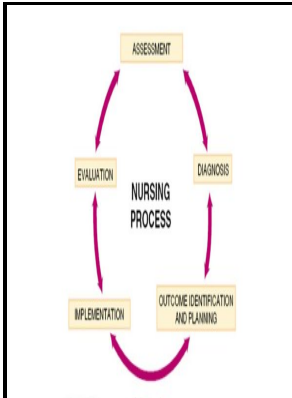 ASSESSMENT
EVALUATION
DIAGNOSIS
NURSING
PROCESS
IMPLEMENTATION
OUTCOME IDENTIFICATION
AND PLANNING